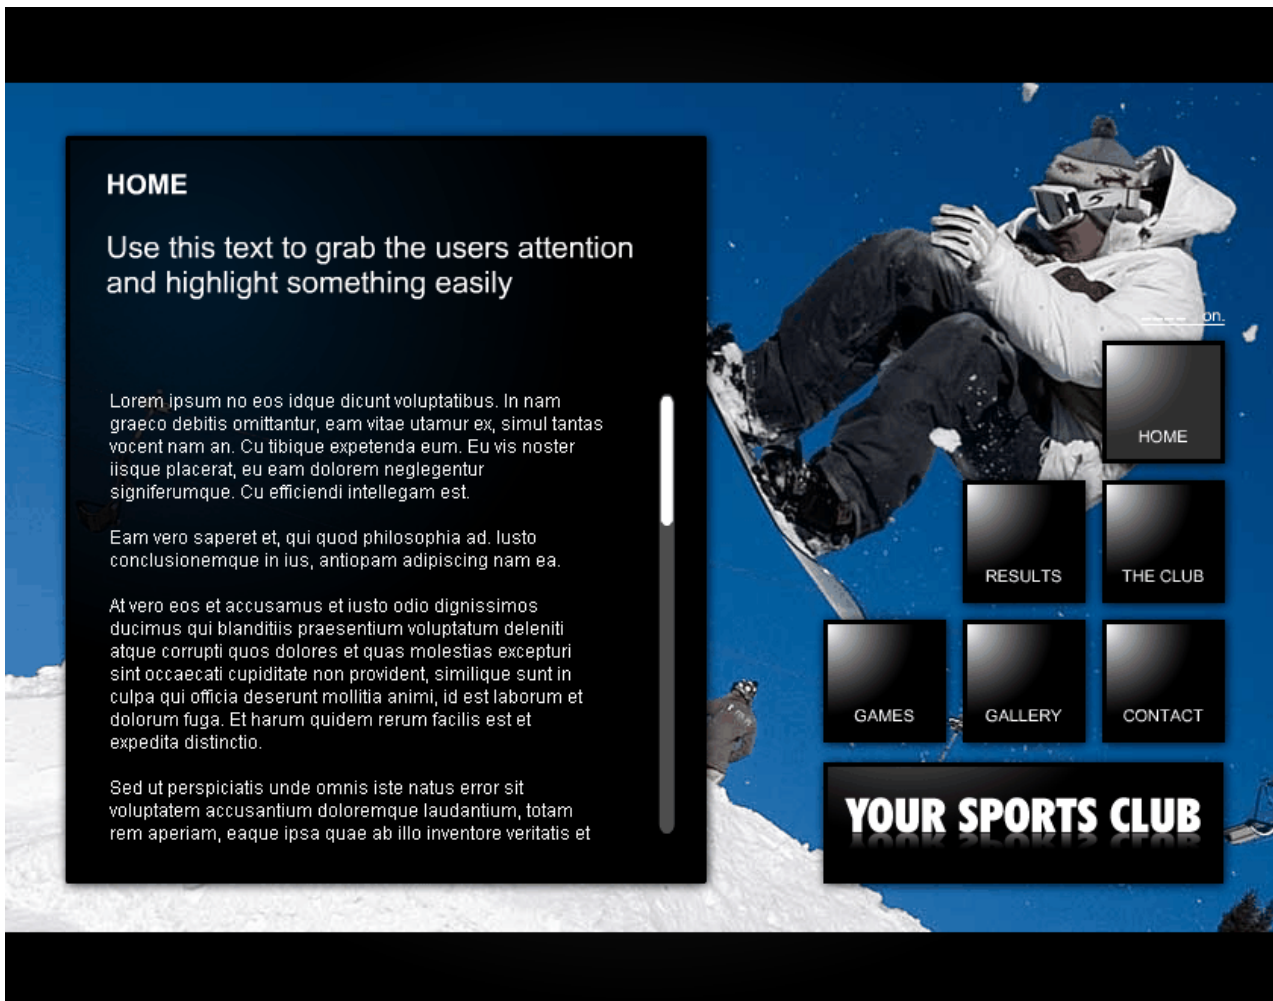 HOME
Use this text to grab the users attention
and highlight something easily
Lorem ipsum no eos idque dicunt voluptatibus. In nam
graeco debitis omittantur, eam vitae utamur ex, simul tantas
vocent nam an. Cu tibique expetenda eum. Eu vis noster
iisque placerat, eu eam dolorem neglegentur
signiferumque. Cu efficiendi intellegam est.
Eam vero saperet et, qui quod philosophia ad. Iusto
conclusionemque in ius, antiopam adipiscing nam ea.
At vero eos et accusamus et iusto odio dignissimos
ducimus qui blanditiis praesentium voluptatum deleniti
atque corrupti quos dolores et quas molestias excepturi
sint occaecati cupiditate non provident, similique sunt in
culpa qui officia deserunt mollitia animi, id est laborum et
dolorum fuga. Et harum quidem rerum facilis est et
expedita distinctio.
Sed ut perspiciatis unde omnis iste natus error sit
voluptatem accusantium doloremque laudantium, totam
rem aperiam, eaque ipsa quae ab illo inventore veritatis et
on.
HOME
RESULTS
THE CLUB
GAMES
GALLERY
CONTACT
YOUR SPORTS CLUB